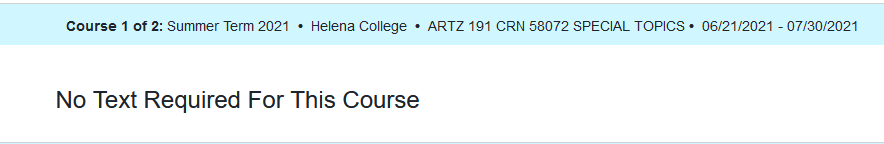 Course 1 of 2: Summer Term 2021 • Helena College • ARTZ 191 CRN 58072 SPECIAL TOPICS • 06/21/2021 - 07/30/2021
No Text Required For This Course